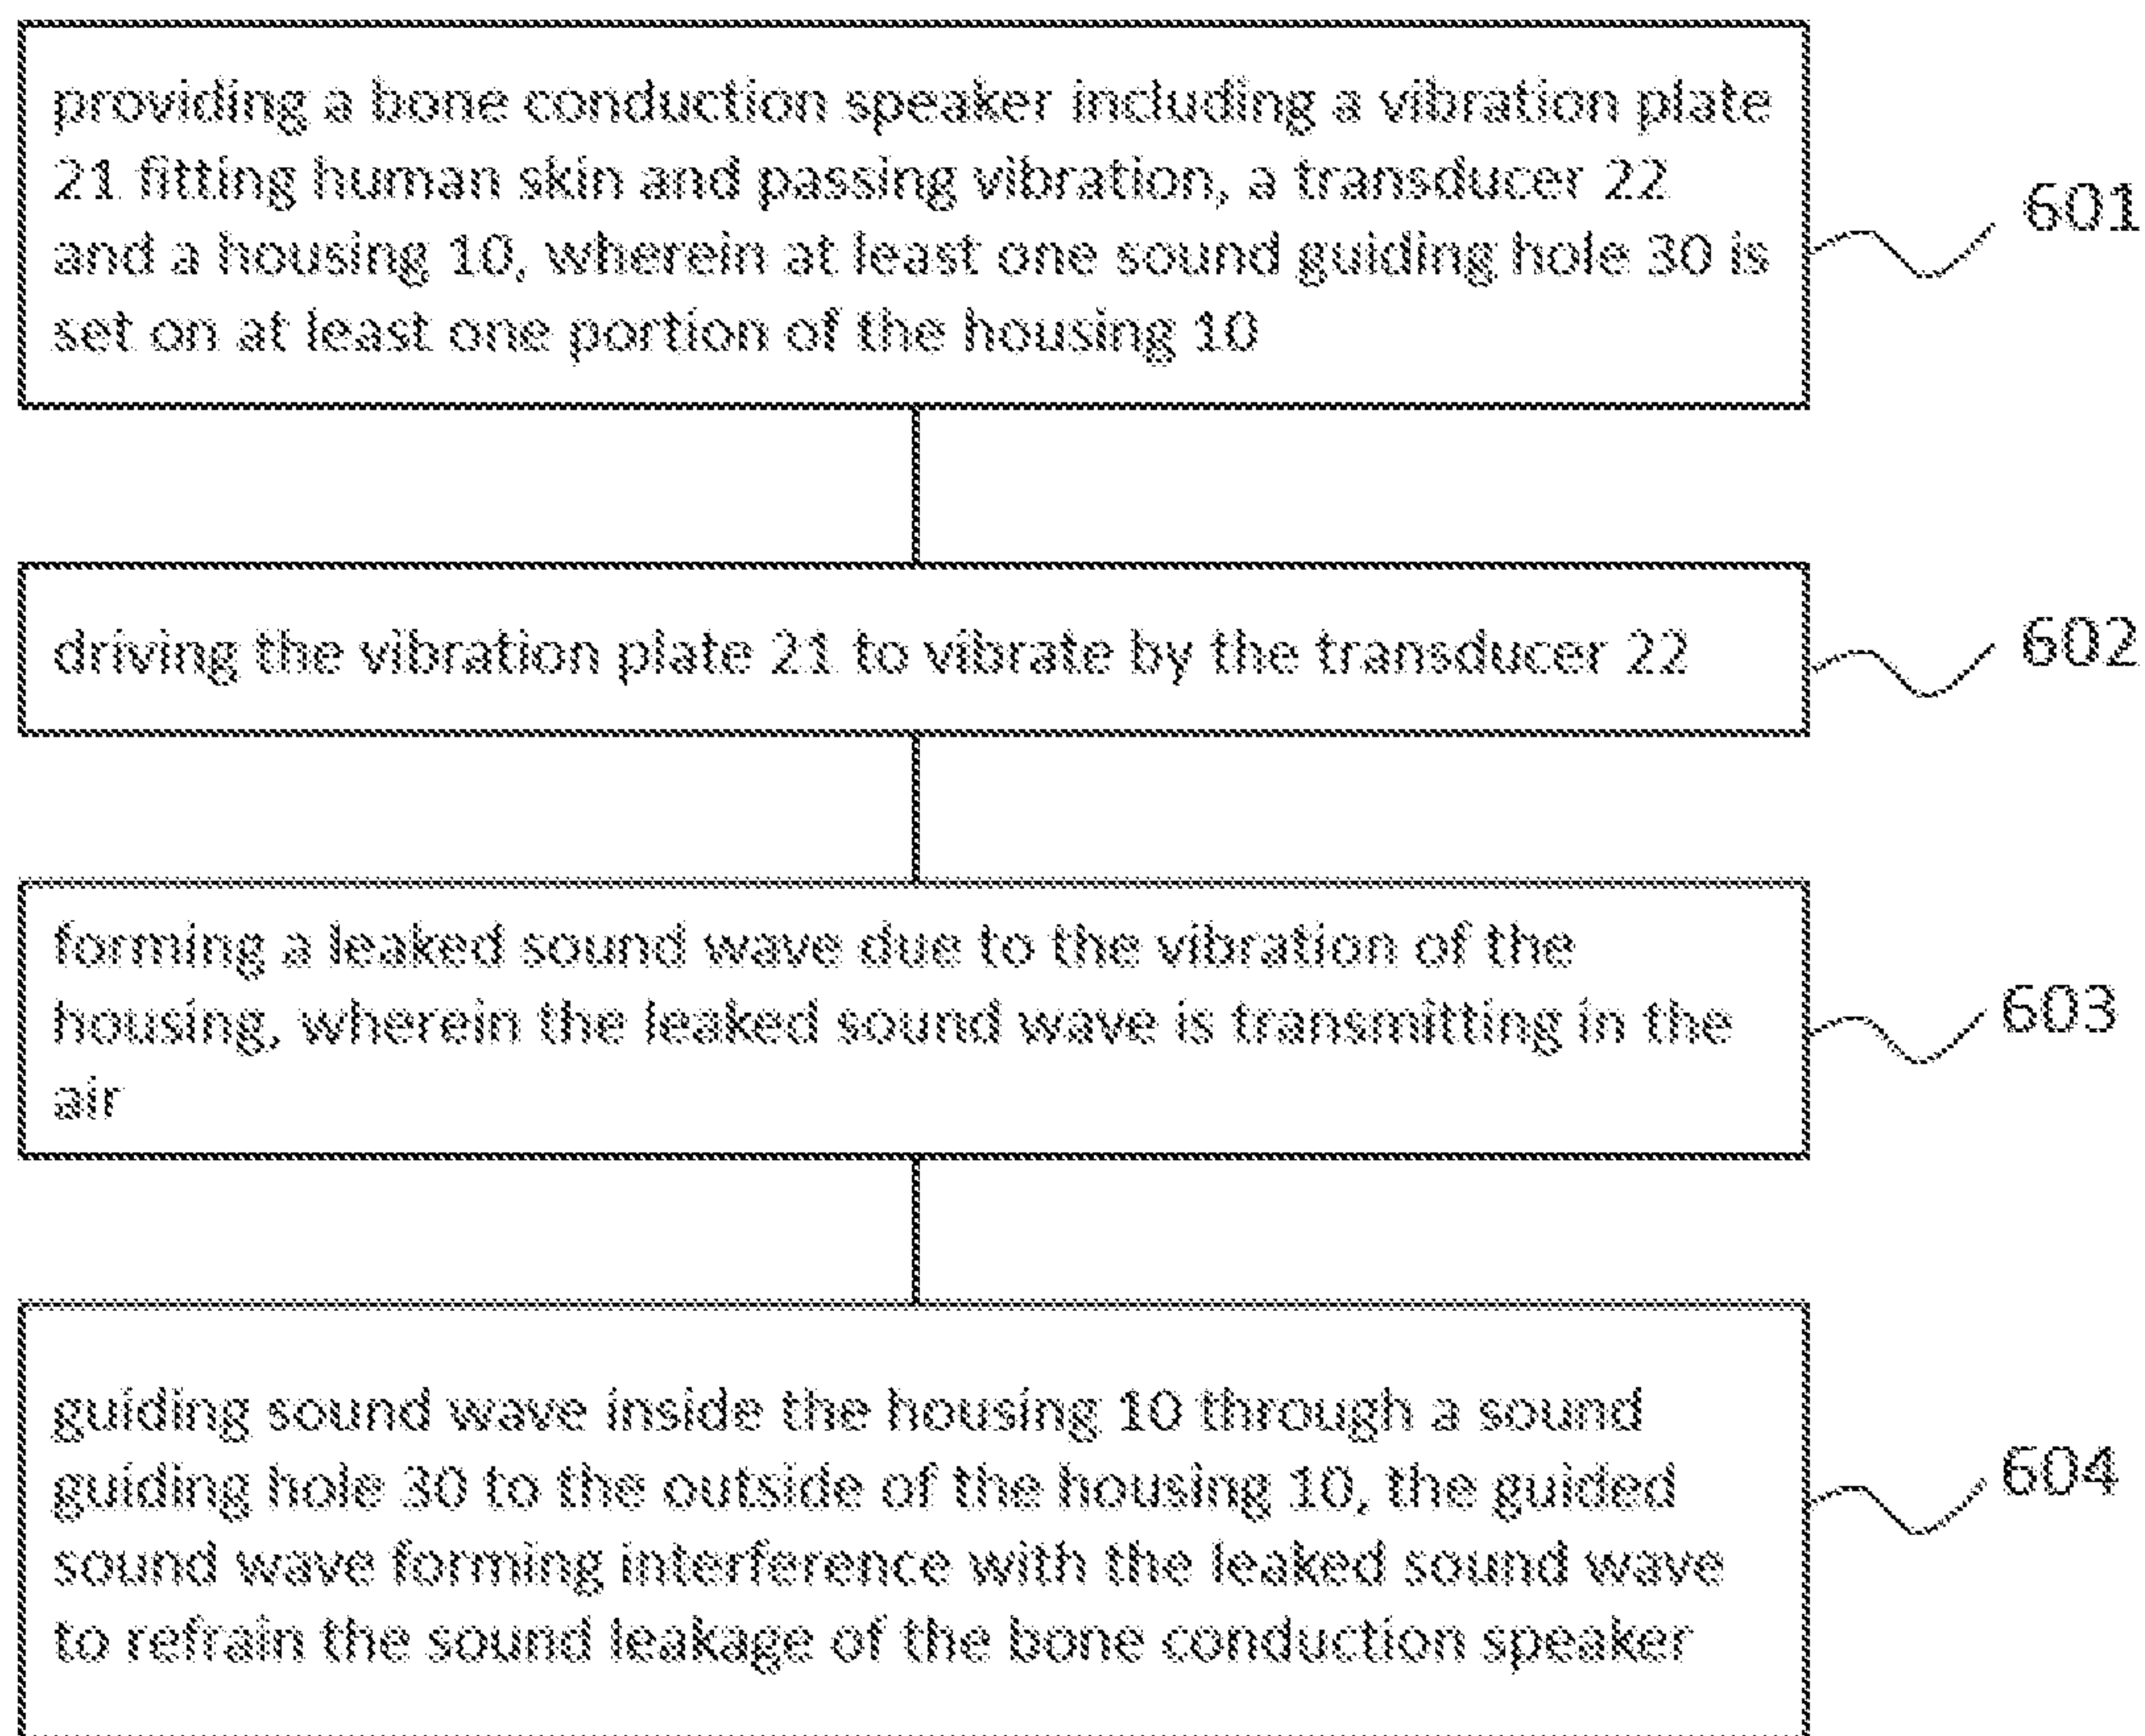 providing a bone conduction speaker including a vibration plate
21 fitting human skin and passing vibration, a transducer 22
and a housing 10, wherein at least one sound guiding hole 30 is
set on at least one portion of the housing 10
601
driving the vibration plate 21 to vibrate by the transducer 22
602
forming a leaked sound wave due to the vibration of the
housing, wherein the leaked sound wave is transmitting in the
air
603
guiding sound wave inside the housing 10 through a sound
guiding hole 30 to the outside of the housing 10, the guided
sound wave forming interference with the leaked sound wave
to refrain the sound leakage of the bone conduction speaker
604